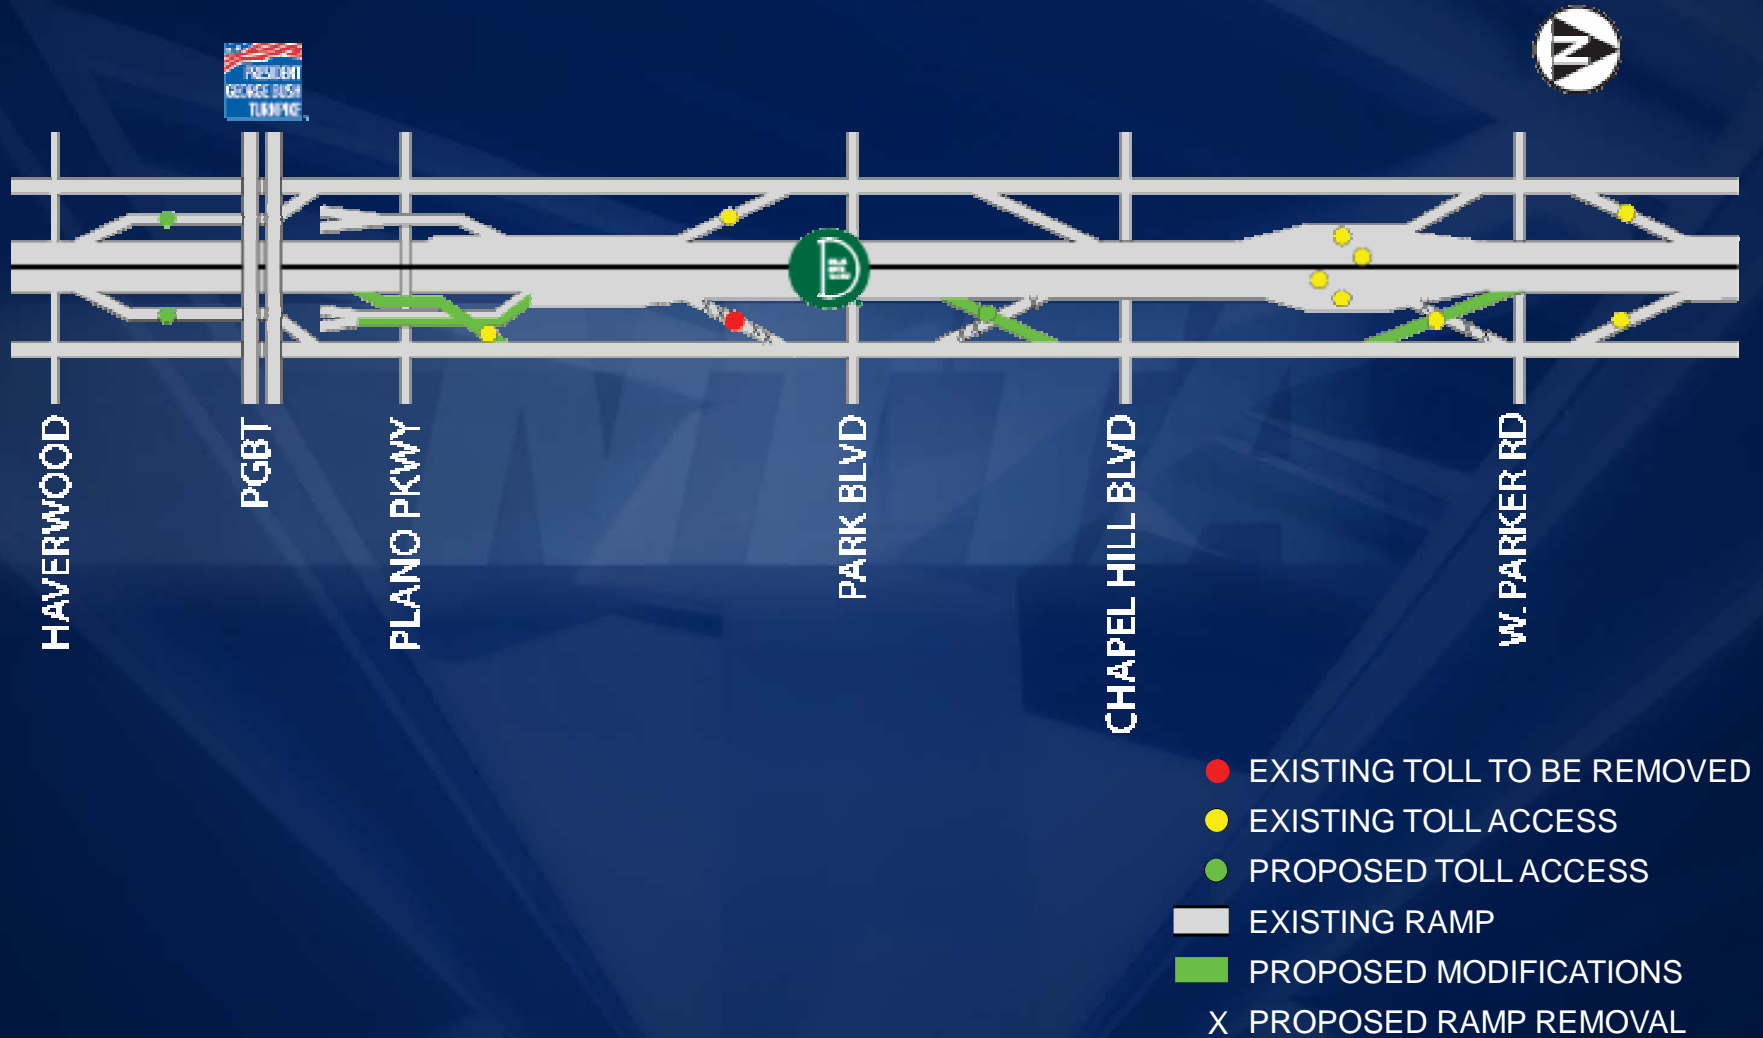 PRESIDENT
GEORGE BUSH
TURNPIKE
N
HAVERWOOD
PGBT
PLANO PKWY
PARK BLVD
CHAPEL HILL BLVD
W. PARKER RD
NTTA
EXISTING TOLL TO BE REMOVED
EXISTING TOLL ACCESS
PROPOSED TOLL ACCESS
EXISTING RAMP
PROPOSED MODIFICATIONS
X PROPOSED RAMP REMOVAL